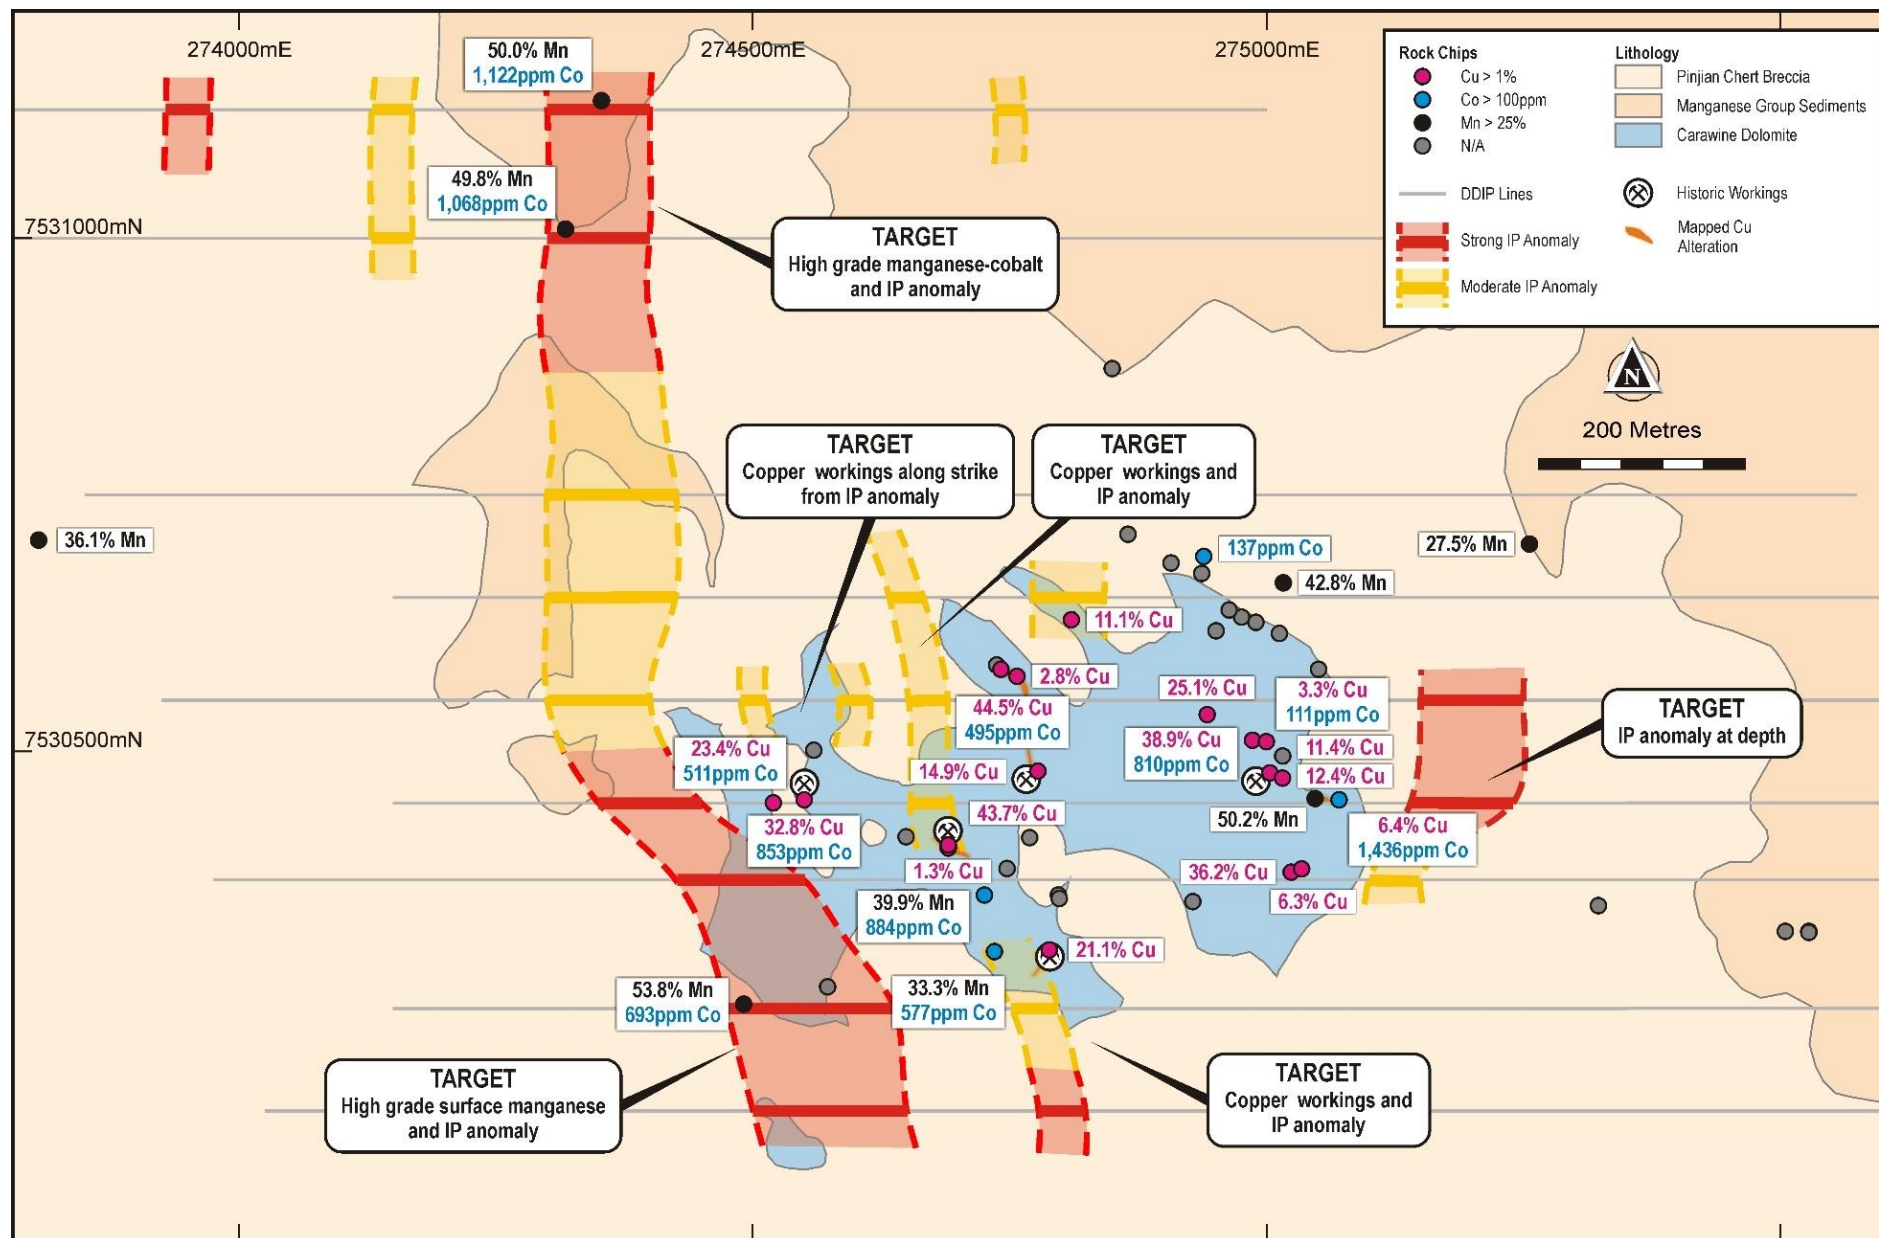 274000mE
274500mE
275000mE
50.0% Mn
1,122ppm Co
49.8% Mn
1,068ppm Co
7531000mN
TARGET
High grade manganese-cobalt
and IP anomaly
Rock Chips
Cu > 1%
Co > 100ppm
Mn > 25%
N/A
DDIP Lines
Strong IP Anomaly
Moderate IP Anomaly
Lithology
Pinjian Chert Breccia
Manganese Group Sediments
Carawine Dolomite
Historic Workings
Mapped Cu
Alteration
N
200 Metres
TARGET
Copper workings along strike
from IP anomaly
TARGET
Copper workings and
IP anomaly
36.1% Mn
137ppm Co
27.5% Mn
42.8% Mn
11.1% Cu
2.8% Cu
25.1% Cu
3.3% Cu
111ppm Co
44.5% Cu
495ppm Co
TARGET
IP anomaly at depth
7530500mN
23.4% Cu
511ppm Co
38.9% Cu
810ppm Co
11.4% Cu
14.9% Cu
12.4% Cu
43.7% Cu
50.2% Mn
32.8% Cu
853ppm Co
6.4% Cu
1,436ppm Co
1.3% Cu
36.2% Cu
6.3% Cu
39.9% Mn
884ppm Co
21.1% Cu
53.8% Mn
693ppm Co
33.3% Mn
577ppm Co
TARGET
High grade surface manganese
and IP anomaly
TARGET
Copper workings and
IP anomaly